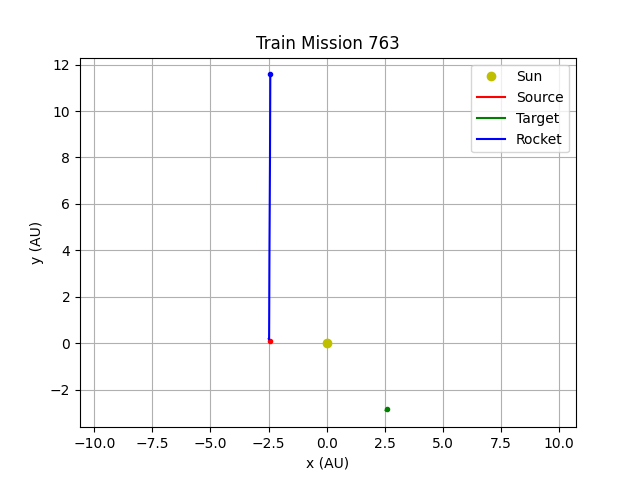 Train Mission 763
Sun
Source
Target
Rocket
12
10
8
6
4
2
0
−2
y (AU)
−10.0 −7.5 −5.0 −2.5 0.0 2.5 5.0 7.5 10.0
x (AU)